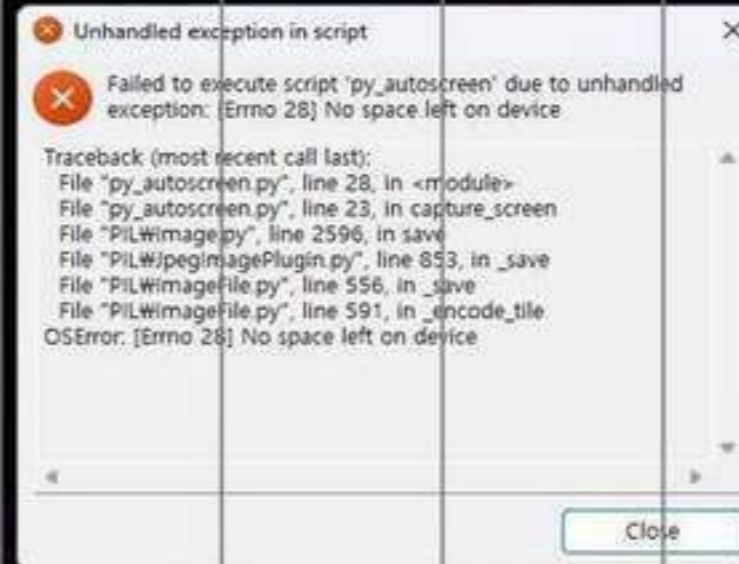 Unhandled exception in script
Failed to execute script 'py_autoscreen' due to unhandled
exception: [Errno 28] No space left on device
Traceback (most recent call last):
File "py_autoscreen.py", line 28, in <module>
File "py_autoscreen.py", line 23, in capture_screen
File "PIL₩Image.py", line 2596, in save
File "PIL₩JpegImagePlugin.py", line 853, in _save
File "PIL₩ImageFile.py", line 556, in _save
File "PIL₩ImageFile.py", line 591, in _encode_tile
OSError: [Errno 28] No space left on device
Close